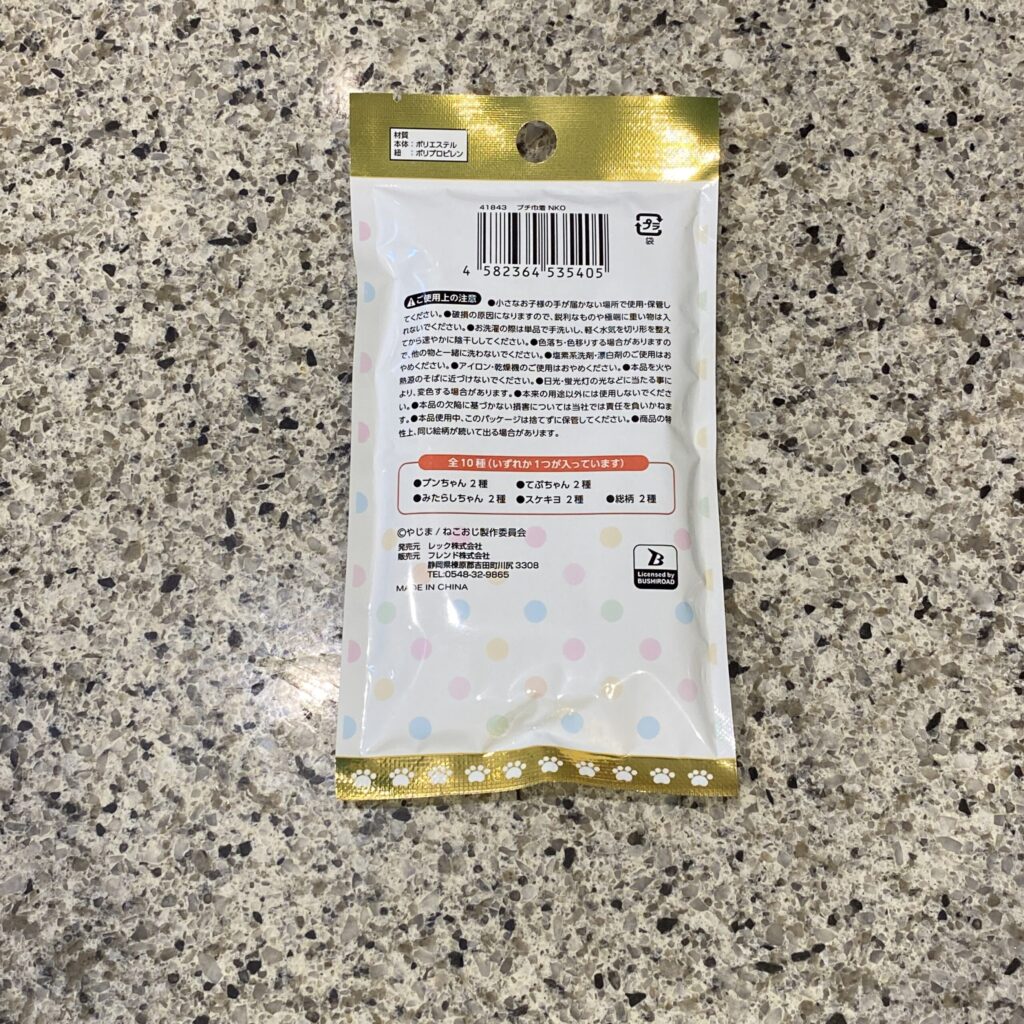 材質
本体：ポリエステル
紐　：ポリプロピレン
41843　プチ巾着 NKO
4 582364 535405
プラ
袋
ご使用上の注意 ●小さなお子様の手が届かない場所で使用・保管し
てください。●破損の原因になりますので、鋭利なものや極端に重い物は入
れないでください。●お洗濯の際は単品で手洗いし、軽く水気を切り形を整え
てから速やかに陰干ししてください。●色落ち・色移りする場合がありますの
で、他の物と一緒に洗わないでください。●塩素系洗剤・漂白剤のご使用はお
やめください。●アイロン・乾燥機のご使用はおやめください。●本品を火や
熱源のそばに近づけないでください。●日光・蛍光灯の光などに当たる事に
より、変色する場合があります。●本来の用途以外には使用しないでくださ
い。●本品の欠陥に基づかない損害については当社では責任を負いかねま
す。●本品使用中、このパッケージは捨てずに保管してください。●商品の特
性上、同じ絵柄が続いて出る場合があります。
全10種（いずれか1つが入っています）
●プンちゃん 2種　●てぷちゃん 2種
●みたらしちゃん 2種　●スケキヨ 2種　●総柄 2種
©やじま / ねこおじ製作委員会
発売元　レック株式会社
販売元　フレンド株式会社
静岡県榛原郡吉田町川尻 3308
TEL:0548-32-9865
MADE IN CHINA
B
Licensed by
BUSHIROAD